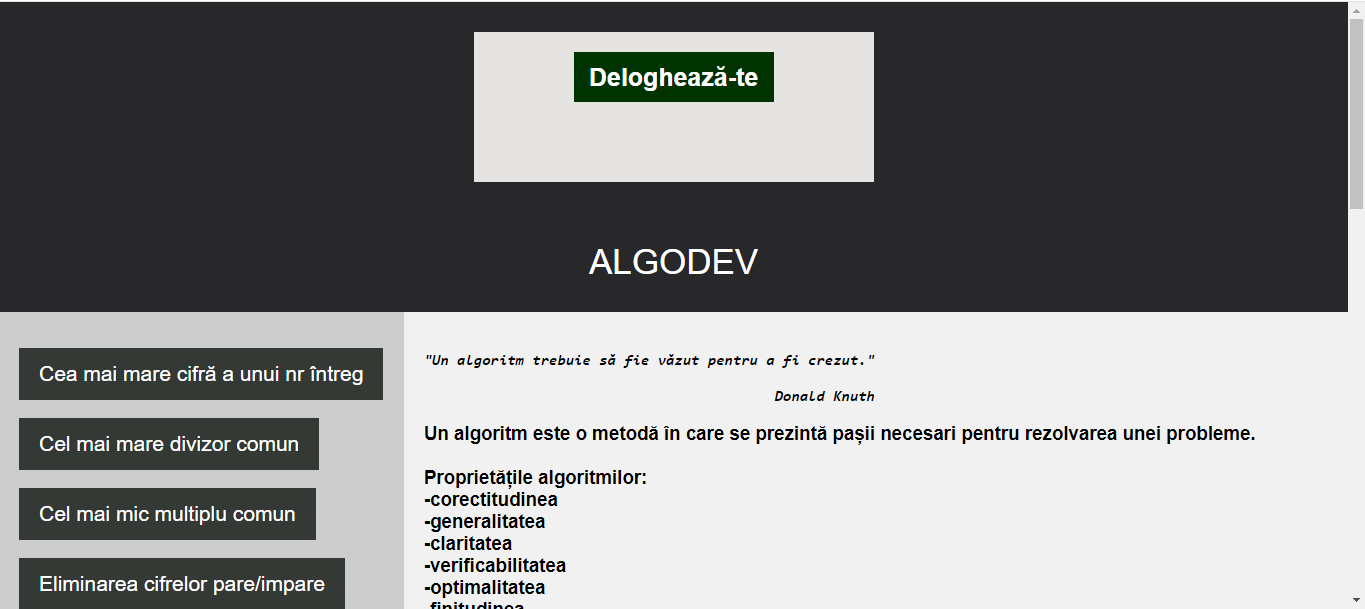 Deloghează-te
ALGODEV
Cea mai mare cifră a unui nr întreg
Cel mai mare divizor comun
Cel mai mic multiplu comun
Eliminarea cifrelor pare/impare
"Un algoritm trebuie să fie văzut pentru a fi crezut."
Donald Knuth
Un algoritm este o metodă în care se prezintă pașii necesari pentru rezolvarea unei probleme.
Proprietățile algoritmilor:
-corectitudinea
-generalitatea
-claritatea
-verificabilitatea
-optimalitatea
-finitudinea